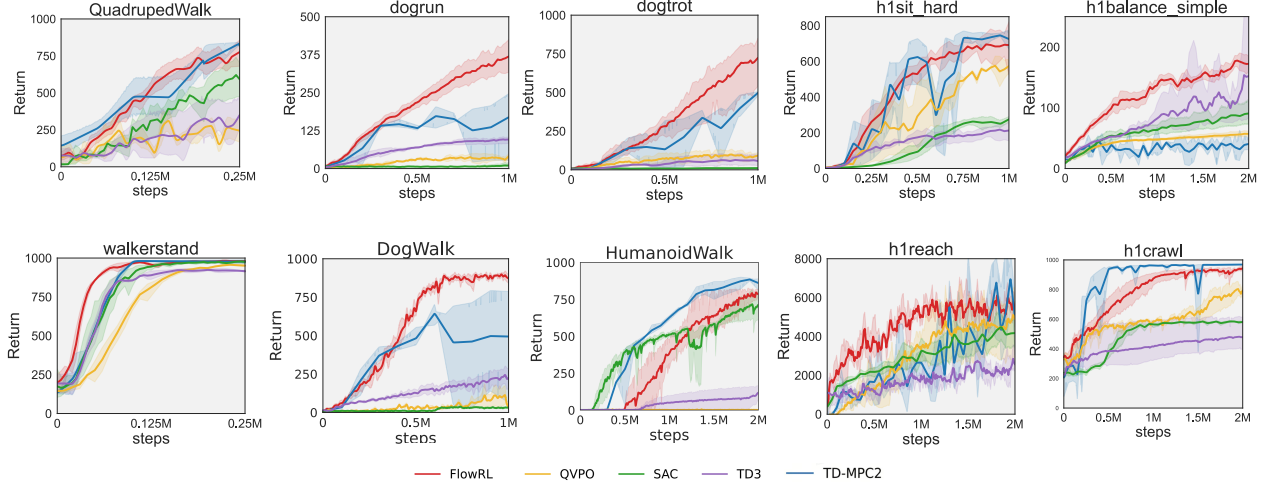 QuadrupedWalk
dogrun
dogtrot
h1sit_hard
h1balance_simple
Return
1000
750
500
250
0
0
0.125M
0.25M
steps
Return
500
375
250
125
0
0
0.5M
1M
steps
Return
1000
750
500
250
0
0
0.5M
1M
steps
Return
800
600
400
200
0
0
0.25M
0.5M
0.75M
1M
steps
Return
200
100
0
0
0.5M
1M
1.5M
2M
steps
walkerstand
DogWalk
HumanoidWalk
h1reach
h1crawl
Return
1000
750
500
250
0
0
0.125M
0.25M
steps
Return
1000
750
500
250
0
0
0.5M
1M
steps
Return
1000
750
500
250
0
0.5M
1M
1.5M
2M
steps
Return
8000
6000
4000
2000
0
0
0.5M
1M
1.5M
2M
steps
Return
1000
800
600
400
200
0
0
0.5M
1M
1.5M
2M
steps
FlowRL
QVPO
SAC
TD3
TD-MPC2